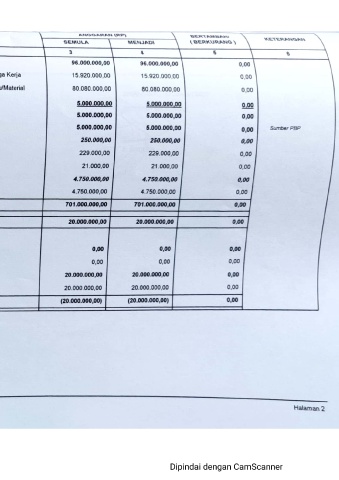 ANGGARAN (RP) BERTAMBAH
SEMULA MENJADI ( BERKURANG ) KETERANGAN
3 4 5 6
96.000.000,00 96.000.000,00 0,00
ga Kerja 15.920.000,00 15.920.000,00 0,00
/Material 80.080.000,00 80.080.000,00 0,00
5.000.000,00 5.000.000,00 0,00
5.000.000,00 5.000.000,00 0,00
5.000.000,00 5.000.000,00 0,00 Sumber PBP
250.000,00 250.000,00 0,00
229.000,00 229.000,00 0,00
21.000,00 21.000,00 0,00
4.750.000,00 4.750.000,00 0,00
4.750.000,00 4.750.000,00 0,00
701.000.000,00 701.000.000,00 0,00
20.000.000,00 20.000.000,00 0,00
0,00 0,00 0,00
0,00 0,00 0,00
20.000.000,00 20.000.000,00 0,00
20.000.000,00 20.000.000,00 0,00
(20.000.000,00) (20.000.000,00) 0,00
Halaman 2
Dipindai dengan CamScanner